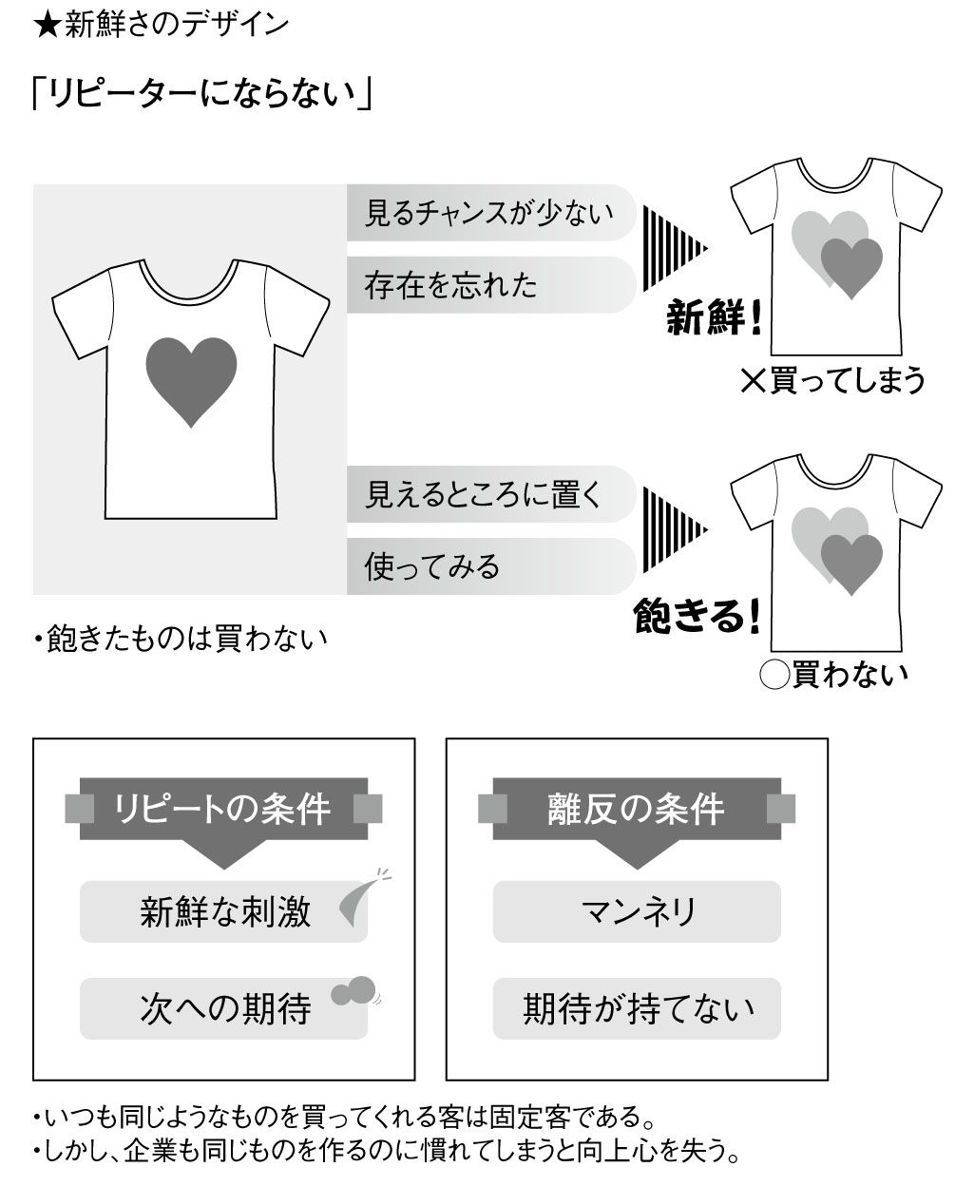 ★新鮮さのデザイン
「リピーターにならない」
見るチャンスが少ない
存在を忘れた
新鮮!
×買ってしまう
見えるところに置く
使ってみる
飽きる!
○買わない
・飽きたものは買わない
リピートの条件
新鮮な刺激
次への期待
離反の条件
マンネリ
期待が持てない
・いつも同じようなものを買ってくれる客は固定客である。
・しかし、企業も同じものを作るのに慣れてしまうと向上心を失う。